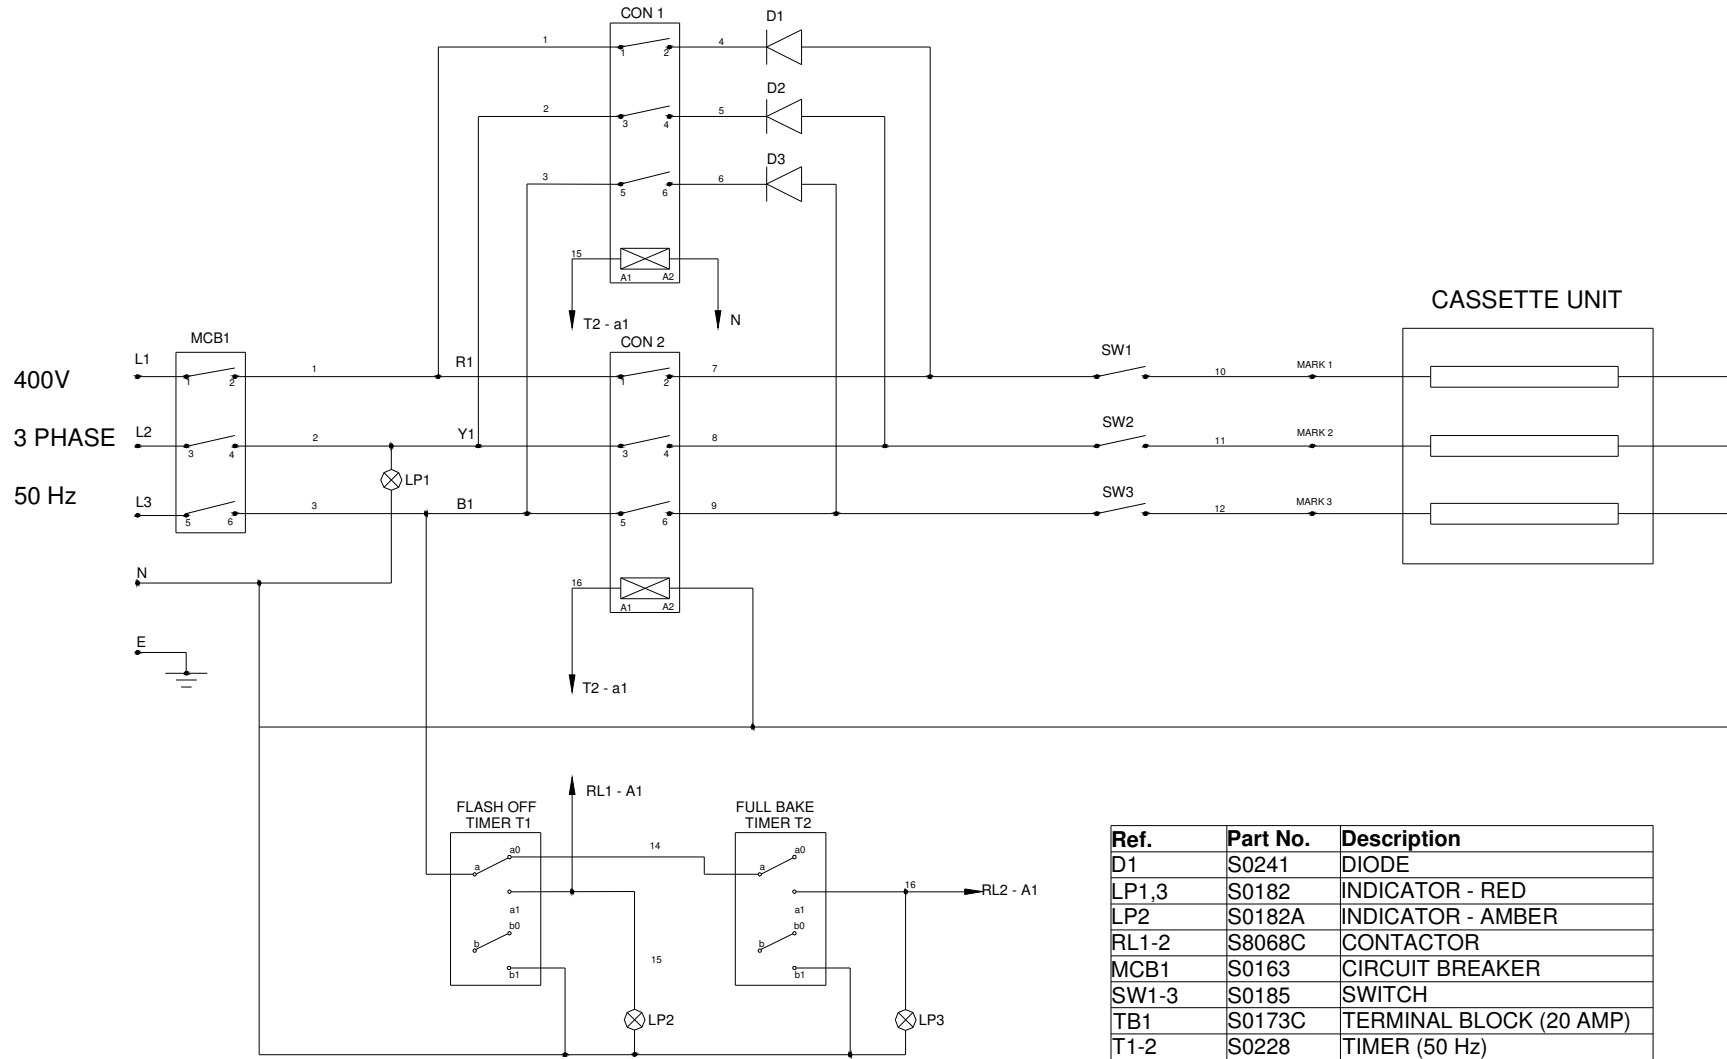 CON 1
D1
1
4
1
2
D2
2
5
3
4
D3
3
6
5
6
15
A1
A2
T2 - a1
N
CASSETTE UNIT
MCB1
CON 2
L1
R1
SW1
400V
1
7
10
MARK 1
1
2
1
2
3 PHASE
L2
Y1
SW2
2
8
11
MARK 2
3
4
3
4
LP1
50 Hz
L3
B1
SW3
3
9
12
MARK 3
5
6
5
6
N
16
A1
A2
E
T2 - a1
RL1 - A1
FLASH OFF
TIMER T1
FULL BAKE
TIMER T2
a0
14
a0
a
a
16
RL2 - A1
a1
a1
b0
b0
b
b
15
b1
b1
LP2
LP3
Ref. Part No. Description
D1 S0241 DIODE
LP1,3 S0182 INDICATOR - RED
LP2 S0182A INDICATOR - AMBER
RL1-2 S8068C CONTACTOR
MCB1 S0163 CIRCUIT BREAKER
SW1-3 S0185 SWITCH
TB1 S0173C TERMINAL BLOCK (20 AMP)
T1-2 S0228 TIMER (50 Hz)